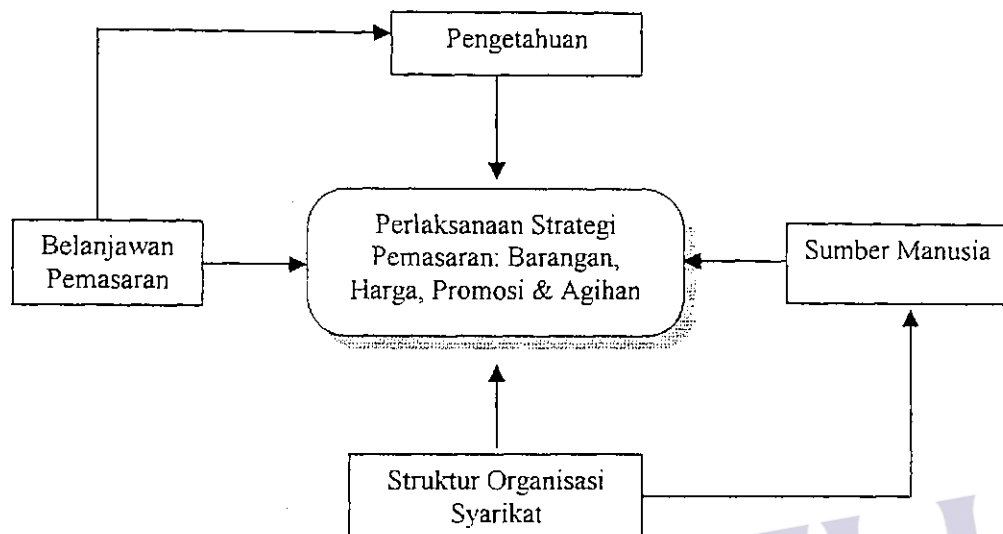 Pengetahuan
Belanjawan
Pemasaran
Perlaksanaan Strategi
Pemasaran: Barangan,
Harga, Promosi & Agihan
Sumber Manusia
Struktur Organisasi
Syarikat